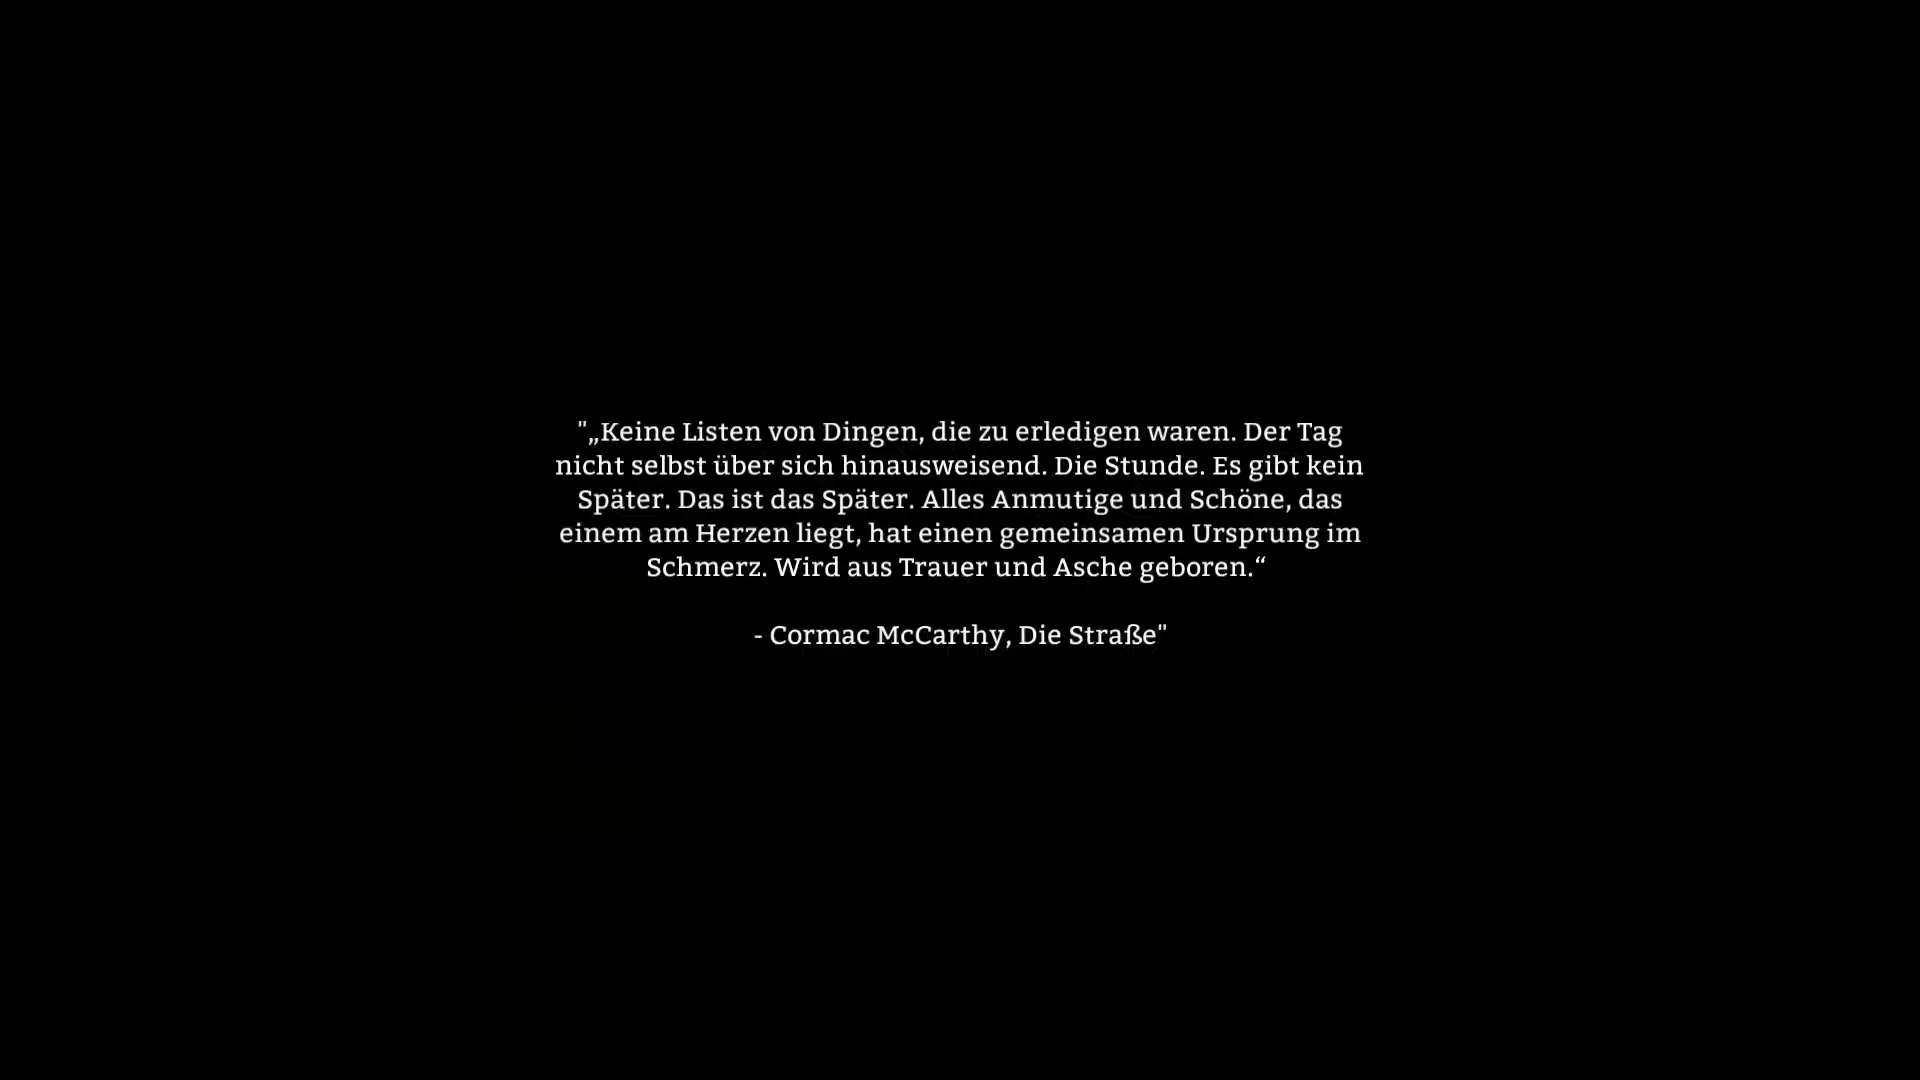 "„Keine Listen von Dingen, die zu erledigen waren. Der Tag
nicht selbst über sich hinausweisend. Die Stunde. Es gibt kein
Später. Das ist das Später. Alles Anmutige und Schöne, das
einem am Herzen liegt, hat einen gemeinsamen Ursprung im
Schmerz. Wird aus Trauer und Asche geboren.“
- Cormac McCarthy, Die Straße"